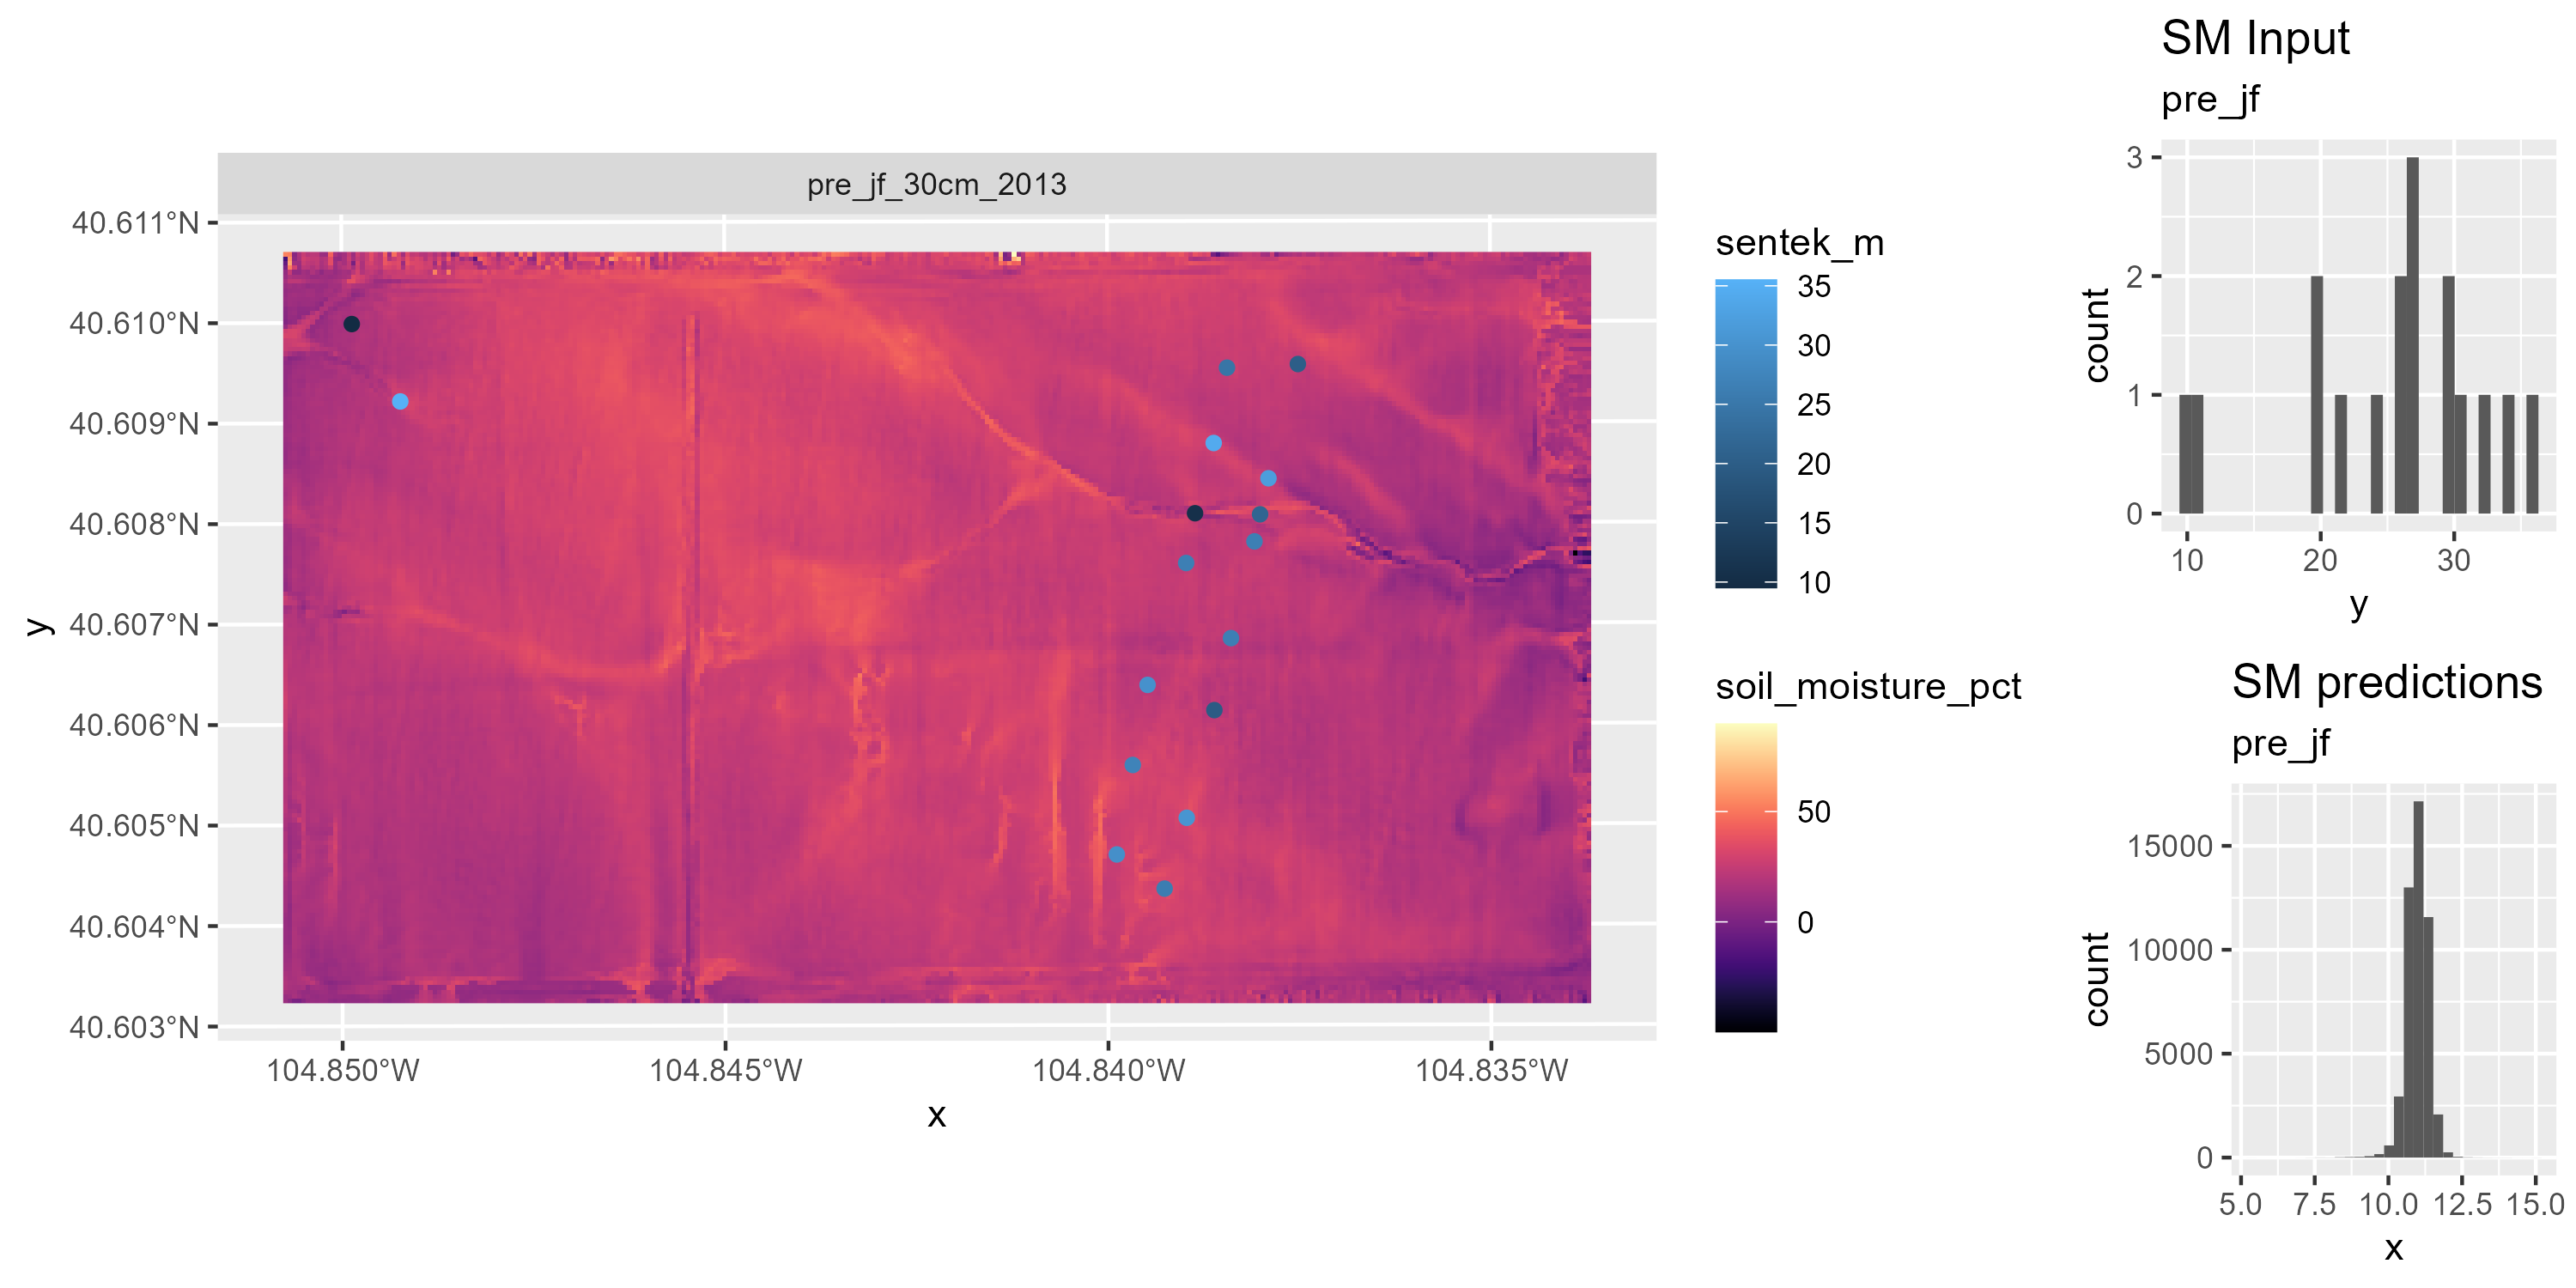 pre_jf_30cm_2013
40.611°N
40.610°N
40.609°N
40.608°N
40.607°N
40.606°N
40.605°N
40.604°N
40.603°N
y
104.850°W
104.845°W
104.840°W
104.835°W
x
sentek_m
35
30
25
20
15
10
soil_moisture_pct
50
0
SM Input
pre_jf
3
2
1
0
count
10
20
30
y
SM predictions
pre_jf
15000
10000
5000
0
count
5.0
7.5
10.0
12.5
15.0
x